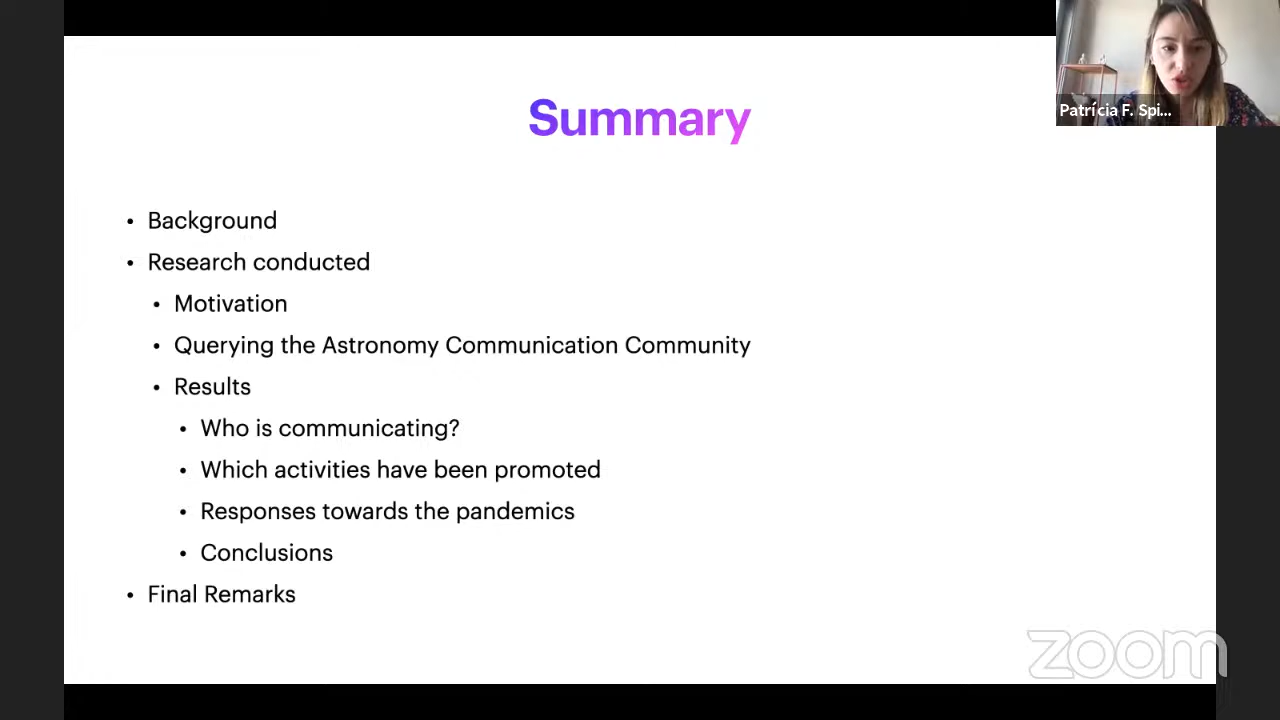 Summary
Patrícia F. Spi...
• Background
• Research conducted
• Motivation
• Querying the Astronomy Communication Community
• Results
• Who is communicating?
• Which activities have been promoted
• Responses towards the pandemics
• Conclusions
• Final Remarks
zoom